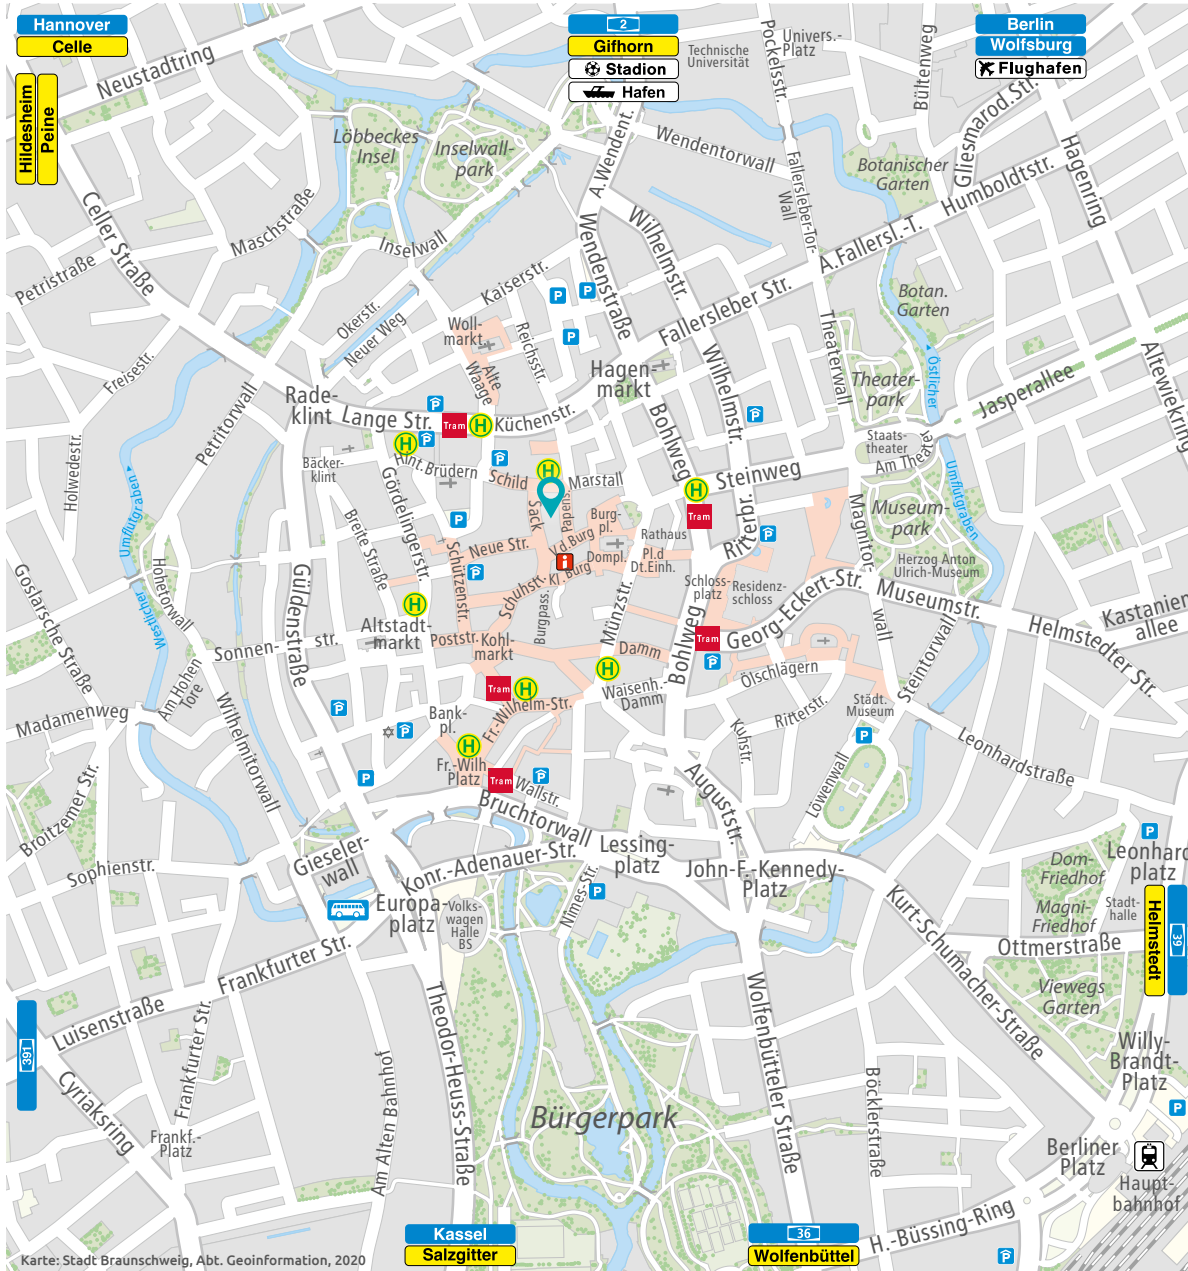 Hannover
Celle
Hildesheim
Peine
Neustadtring
2
Gifhorn
Stadion
Hafen
Technische
Universität
Pockelsstr.
Univers.-
Platz
Bültenweg
Berlin
Wolfsburg
Flughafen
Gliesmarod.Str.
Hagenring
Humboldtstr.
Löbbeckes
Insel
Inselwall-
park
A.Wendent.
Wendentorwall
Fallersleber-Tor-
Wall
Botanischer
Garten
Celler Straße
Maschstraße
Inselwall
Petristraße
Kaiserstr.
Wendenstraße
Wilhelmstr.
A.Fallersl.-T.
Botan.
Garten
Okerstr.
Neuer Weg
Woll-
markt
Alte
Waage
Reichsstr.
Fallersleber Str.
Theaterwall
Freisestr.
Hagen-
markt
Wilhelmstr.
Östlicher
Umflutgraben
Theater-
park
Jasperallee
Altewiekring
Petritorwall
Rade-
klint
Lange Str.
Tram
H
Küchenstr.
Bohlweg
Staats-
theater
Am Theater
Holwedestr.
Bäcker-
klint
H
Hint.Brüdern
Schild
H
Marstall
H
Steinweg
Tram
Museum-
park
Magnitor-
wall
Herzog Anton
Ulrich-Museum
Westlicher
Umflutgraben
Gördelingerstr.
Breite Straße
Sack
Papenst.
Burg-
pl.
Rathaus
Ritterbr.
Neue Str.
V.d.Burg
Kl. Burg
Dompl.
Pl.d
Dt.Einh.
Schützenstr.
Schuhstr.
Burgpass.
Münzstr.
Schloss-
platz
Residenz-
schloss
Goslarsche Straße
Hohetorwall
Güldenstraße
H
Altstadt-
markt
Poststr.
Kohl-
markt
Damm
Bohlweg
Tram
Georg-Eckert-Str.
Museumstr.
Kastanien-
allee
Helmstedter Str.
Sonnen-
str.
Am Hohen
Tore
Tram
H
H
Waisenh.-
Damm
Ölschlägern
Steintorwall
Madamenweg
Wilhelmitorwall
Bank-
pl.
Fr.-Wilhelm-Str.
H
Fr.-Wilh
Platz
Tram
Wallstr.
Kuhstr.
Ritterstr.
Städt.
Museum
Leonhardstraße
Löwenwall
Auguststr.
Broitzemer Str.
Sophienstr.
Gieseler-
wall
Bruchtorwall
Konr.-Adenauer-Str.
Lessing-
platz
John-F.-Kennedy-
Platz
Nîmes-Str.
Dom-
Friedhof
Magni-
Friedhof
Leonhard
platz
Stadt-
halle
Helmstedt
39
Europa-
platz
Volks-
wagen
Halle
BS
Frankfurter Str.
Kurt-Schumacher-Straße
Ottmerstraße
Viewegs
Garten
Luisenstraße
391
Cyriaksring
Frankfurter Str.
Frankf.-
Platz
Am Alten Bahnhof
Theodor-Heuss-Straße
Bürgerpark
Wolfenbütteler Straße
Böcklerstraße
Willy-
Brandt-
Platz
Berliner
Platz
Haupt-
bahnhof
H.-Büssing-Ring
Kassel
Salzgitter
36
Wolfenbüttel
Karte: Stadt Braunschweig, Abt. Geoinformation, 2020